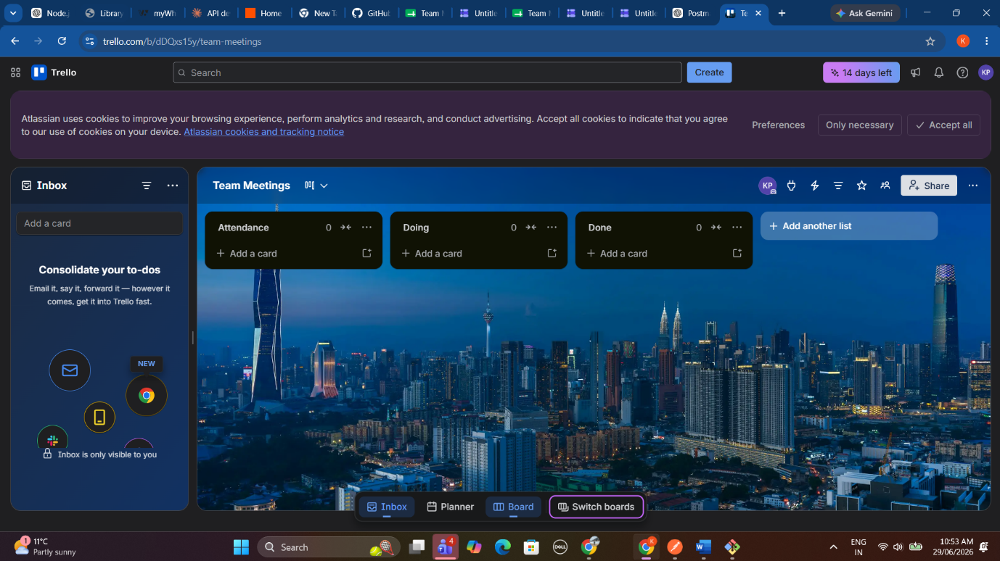 Node.j
Library
myWh
API de
Home
New Ta
GitHub
Team M
Untitle
Team M
Untitle
Untitle
Postm
Te
Ask Gemini
trello.com/b/dDQxs15y/team-meetings
K
Trello
Search
Create
14 days left
KP
Atlassian uses cookies to improve your browsing experience, perform analytics and research, and conduct advertising. Accept all cookies to indicate that you agree
to our use of cookies on your device. Atlassian cookies and tracking notice
Preferences
Only necessary
Accept all
Inbox
Team Meetings
KP
Share
Add a card
Attendance 0
Doing 0
Done 0
Add another list
Add a card
Add a card
Add a card
Consolidate your to-dos
Email it, say it, forward it — however it
comes, get it into Trello fast.
NEW
Inbox is only visible to you
Inbox
Planner
Board
Switch boards
1
11°C
Partly sunny
Search
4
DELL
K
ENG
IN
10:53 AM
29/06/2026